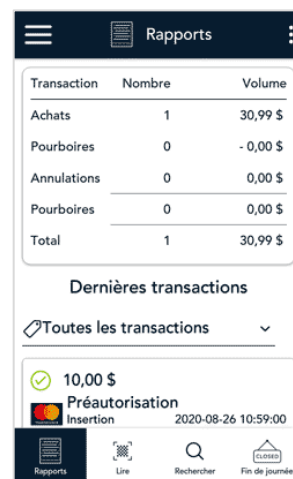 Rapports
Transaction Nombre Volume
Achats 1 30,99 $
Pourboires 0 - 0,00 $
Annulations 0 0,00 $
Pourboires 0 0,00 $
Total 1 30,99 $
Dernières transactions
Toutes les transactions
10,00 $
Préautorisation
Insertion 2020-08-26 10:59:00
CLOSED
Rapports Lire Rechercher Fin de journée